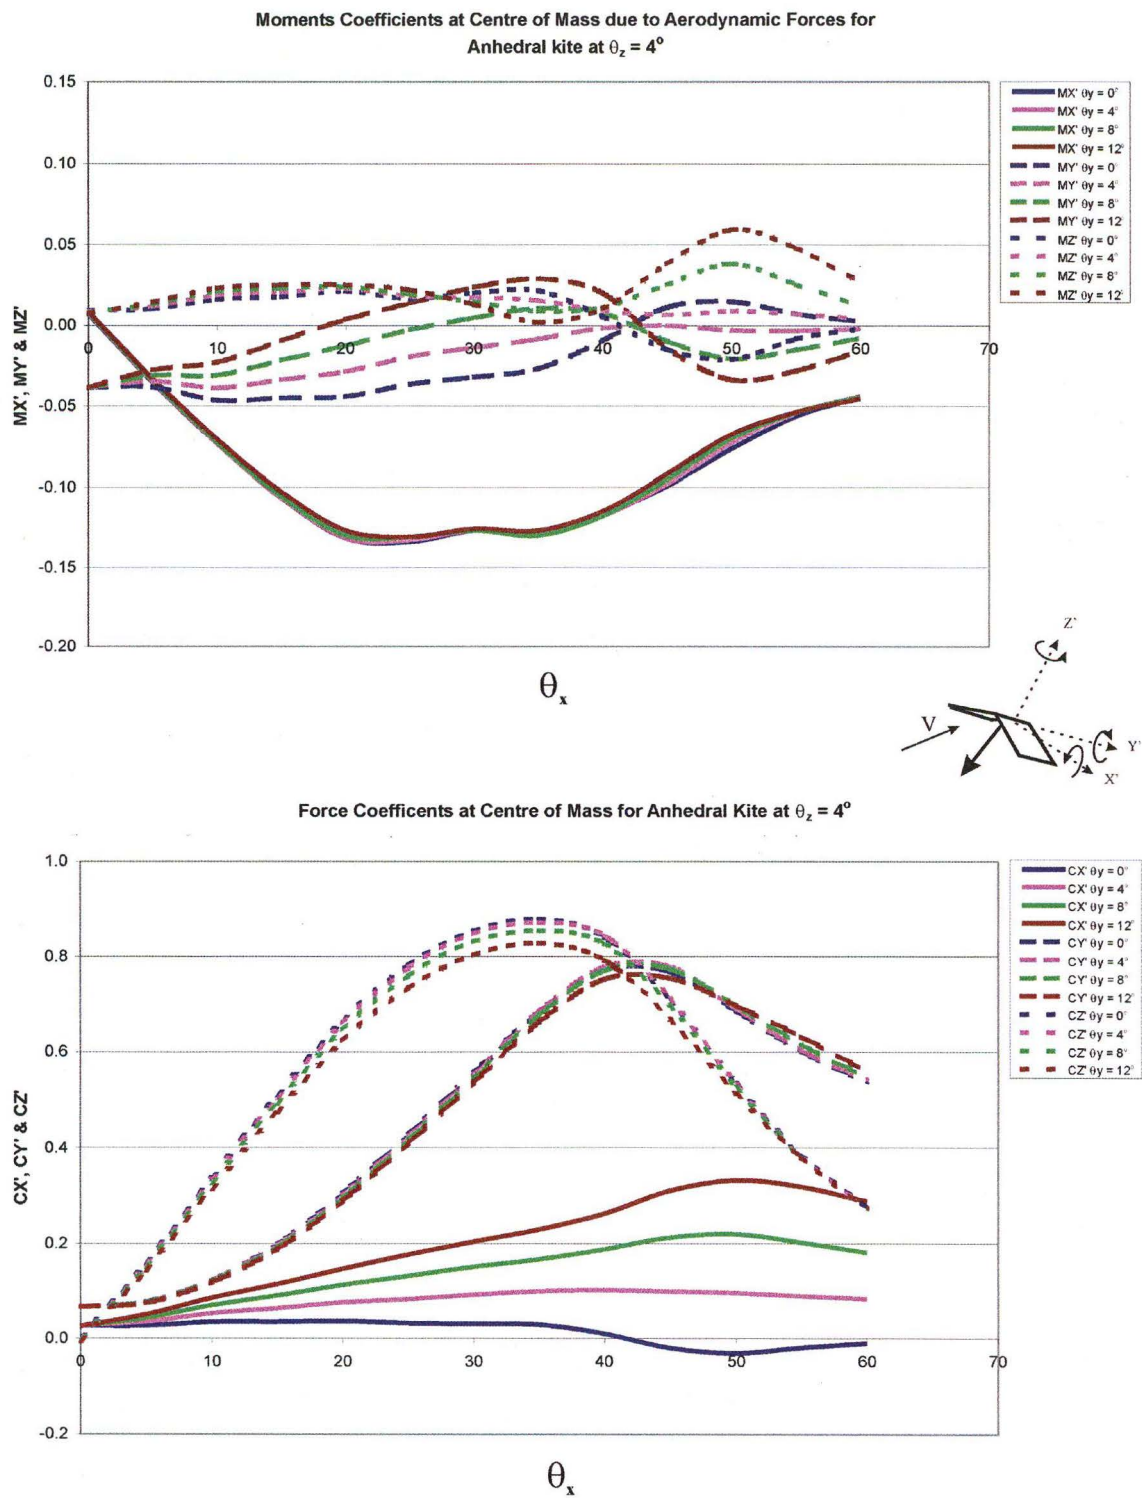 Moments Coefficients at Centre of Mass due to Aerodynamic Forces for
Anhedral kite at θz = 4°
0.15
0.10
0.05
0.00
-0.05
-0.10
-0.15
-0.20
MX', MY' & MZ'
0 10 20 30 40 50 60 70
θx
MX' θy = 0°
MX' θy = 4°
MX' θy = 8°
MX' θy = 12°
MY' θy = 0°
MY' θy = 4°
MY' θy = 8°
MY' θy = 12
MZ' θy = 0°
MZ' θy = 4°
MZ' θy = 8°
MZ' θy = 12°
Z'
V
Y'
X'
Force Coefficents at Centre of Mass for Anhedral Kite at θz = 4°
1.0
0.8
0.6
0.4
0.2
0.0
-0.2
CX', CY' & CZ'
0 10 20 30 40 50 60 70
θx
CX' θy = 0°
CX' θy = 4°
CX' θy = 8°
CX' θy = 12°
CY' θy = 0°
CY' θy = 4°
CY' θy = 8°
CY' θy = 12°
CZ' θy = 0°
CZ' θy = 4°
CZ' θy = 8°
CZ' θy = 12°